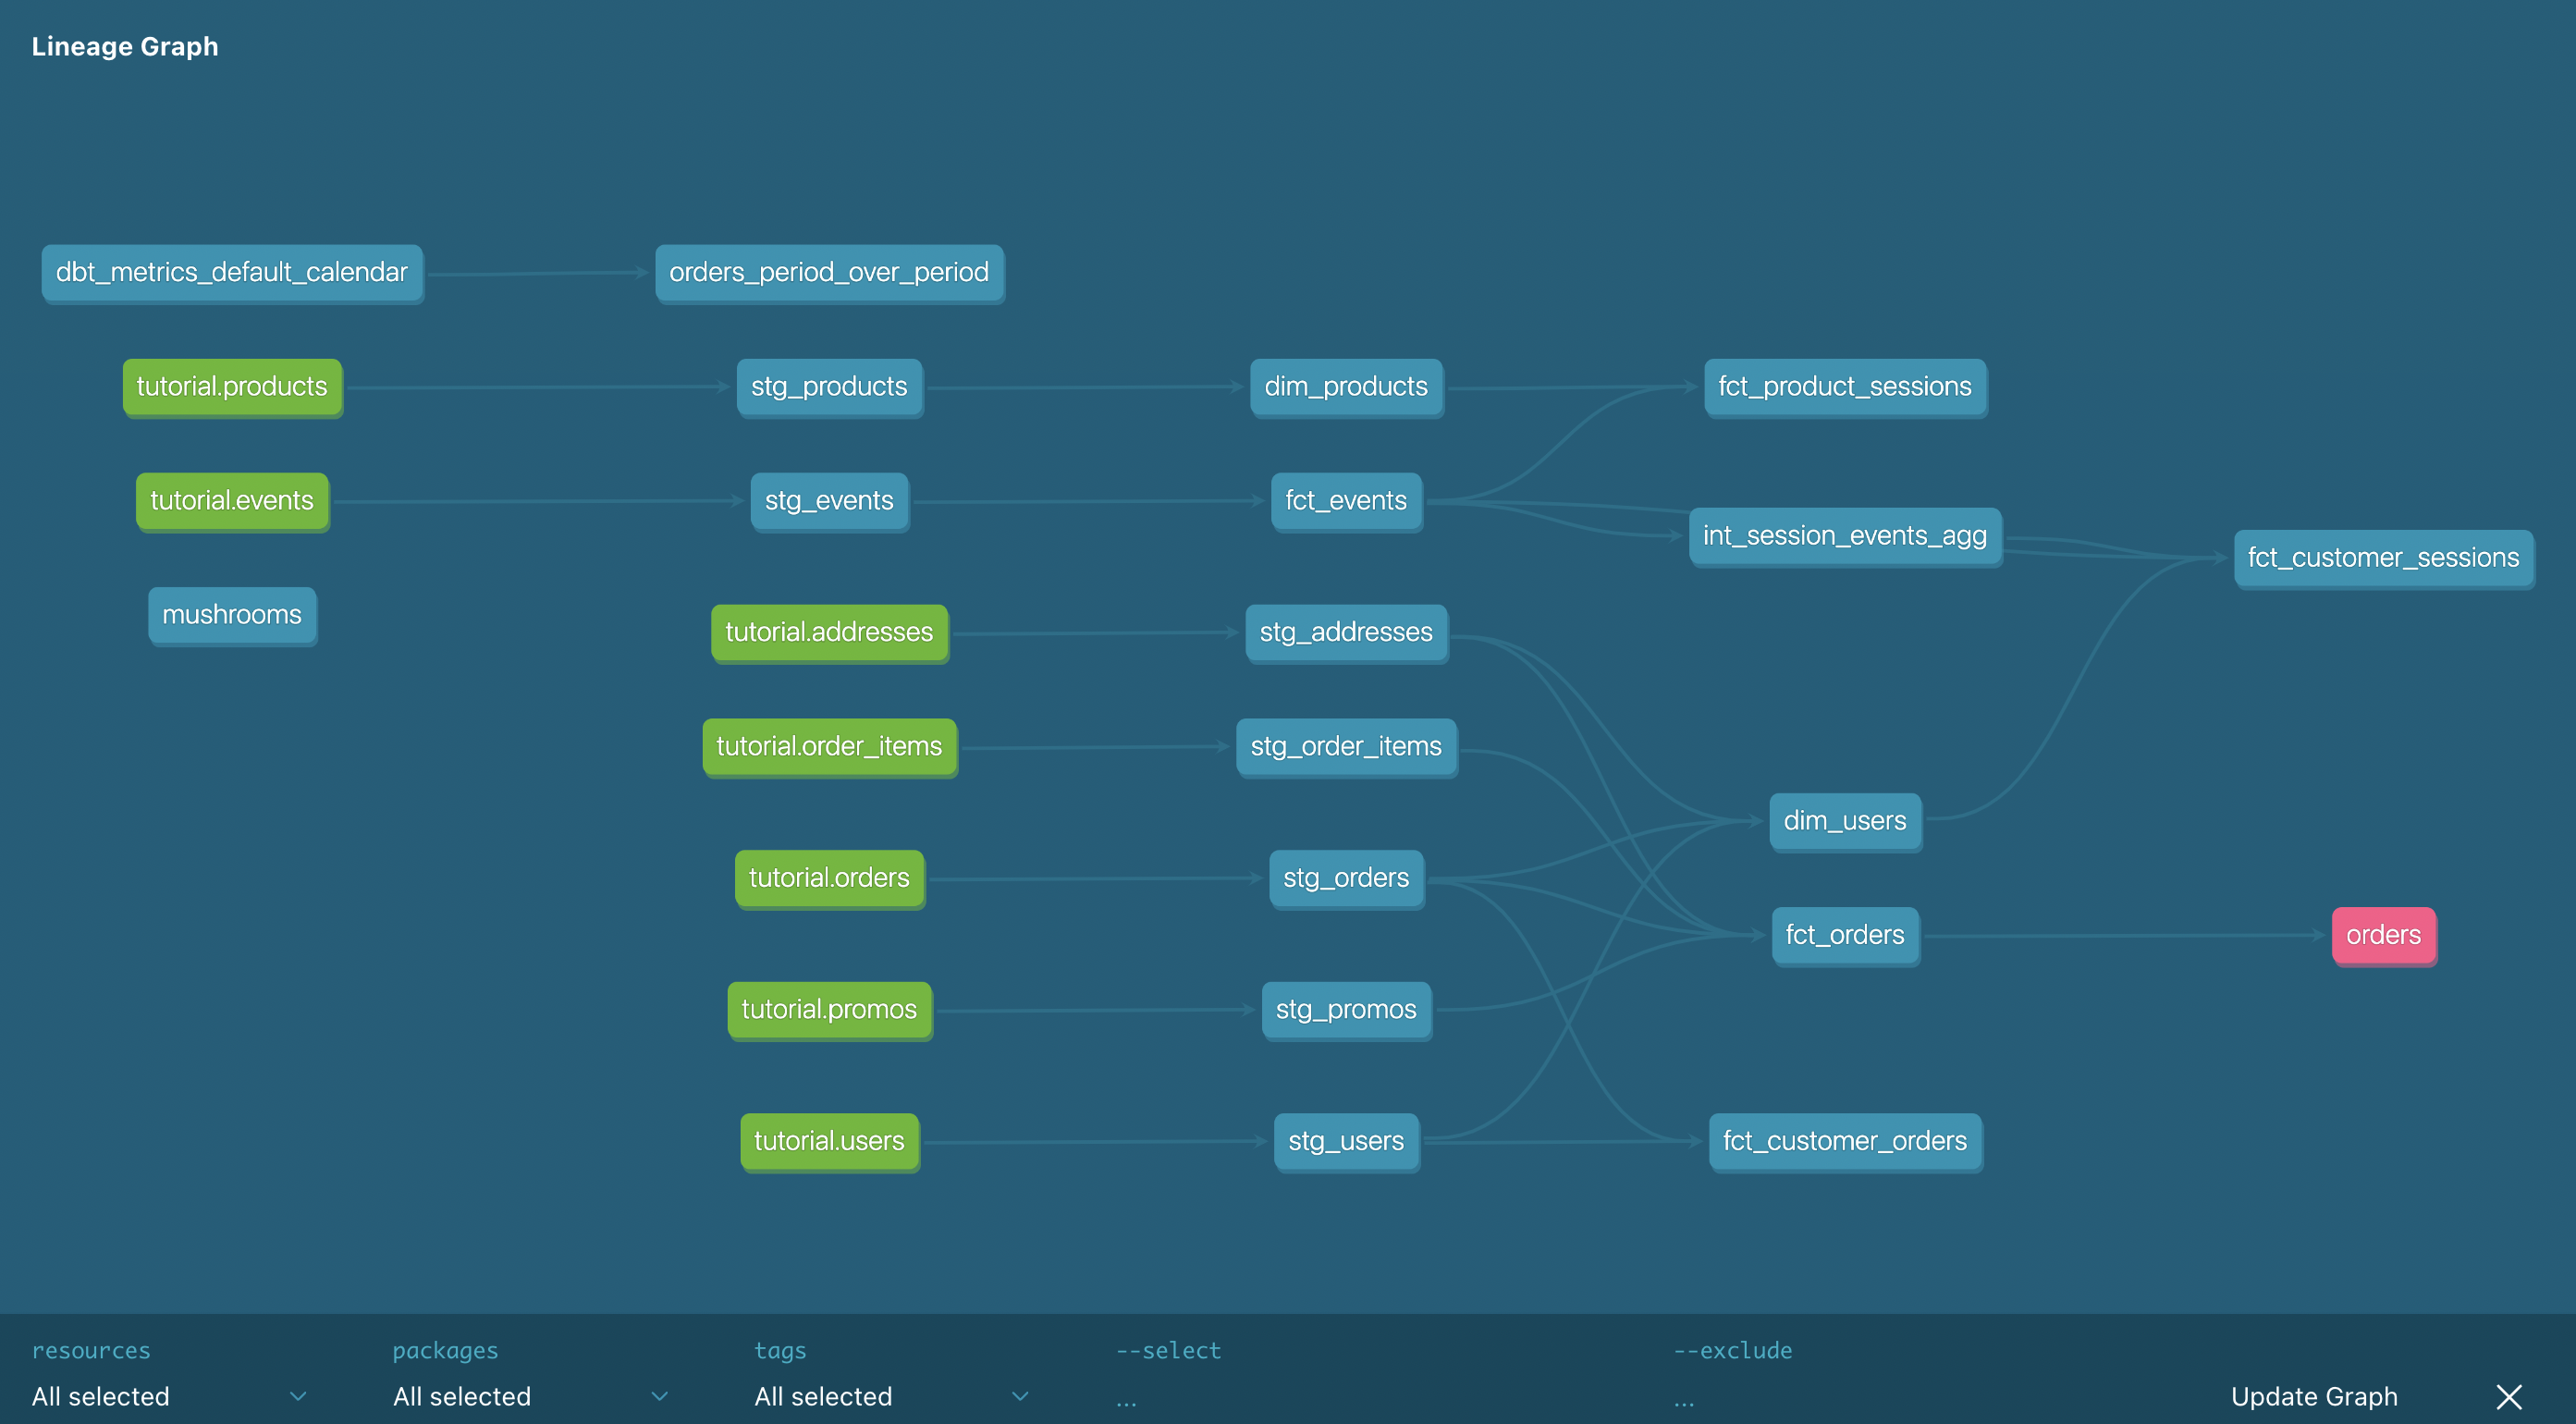 Lineage Graph
dbt_metrics_default_calendar
orders_period_over_period
tutorial.products
stg_products
dim_products
fct_product_sessions
tutorial.events
stg_events
fct_events
int_session_events_agg
fct_customer_sessions
mushrooms
tutorial.addresses
stg_addresses
tutorial.order_items
stg_order_items
dim_users
tutorial.orders
stg_orders
fct_orders
orders
tutorial.promos
stg_promos
tutorial.users
stg_users
fct_customer_orders
resources
All selected
packages
All selected
tags
All selected
--select
...
--exclude
...
Update Graph